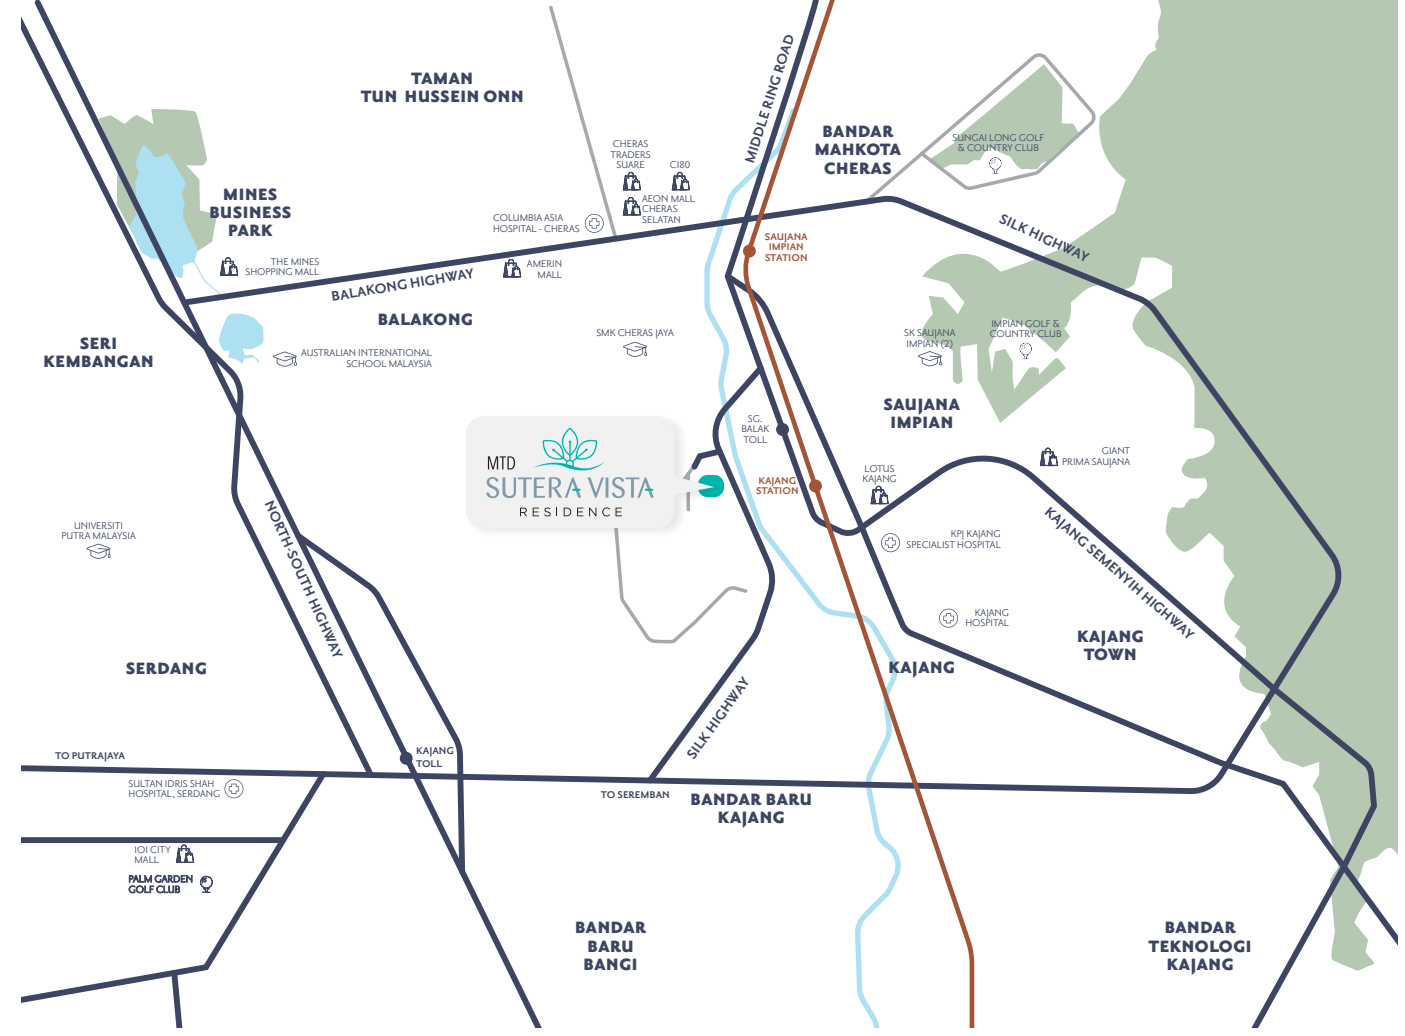 TAMAN
TUN HUSSEIN ONN
MIDDLE RING ROAD
BANDAR
MAHKOTA
CHERAS
SUNGAI LONG GOLF
& COUNTRY CLUB
CHERAS
TRADERS
SUARE
C180
AEON MALL
CHERAS
SELATAN
MINES
BUSINESS
PARK
COLUMBIA ASIA
HOSPITAL - CHERAS
SILK HIGHWAY
SAUJANA
IMPIAN
STATION
THE MINES
SHOPPING MALL
AMERIN
MALL
BALAKONG HIGHWAY
BALAKONG
SERI
KEMBANGAN
AUSTRALIAN INTERNATIONAL
SCHOOL MALAYSIA
SMK CHERAS JAYA
SK SAUJANA
IMPIAN (2)
IMPIAN GOLF &
COUNTRY CLUB
SAUJANA
IMPIAN
SG.
BALAK
TOLL
MTD
SUTERA VISTA
RESIDENCE
KAJANG
STATION
LOTUS
KAJANG
GIANT
PRIMA SAUJANA
UNIVERSITI
PUTRA MALAYSIA
NORTH-SOUTH HIGHWAY
KPJ KAJANG
SPECIALIST HOSPITAL
KAJANG SEMENYIH HIGHWAY
KAJANG
HOSPITAL
KAJANG
TOWN
SERDANG
KAJANG
SILK HIGHWAY
TO PUTRAJAYA
KAJANG
TOLL
SULTAN IDRIS SHAH
HOSPITAL, SERDANG
TO SEREMBAN
BANDAR BARU
KAJANG
IOI CITY
MALL
PALM GARDEN
GOLF CLUB
BANDAR
BARU
BANGI
BANDAR
TEKNOLOGI
KAJANG